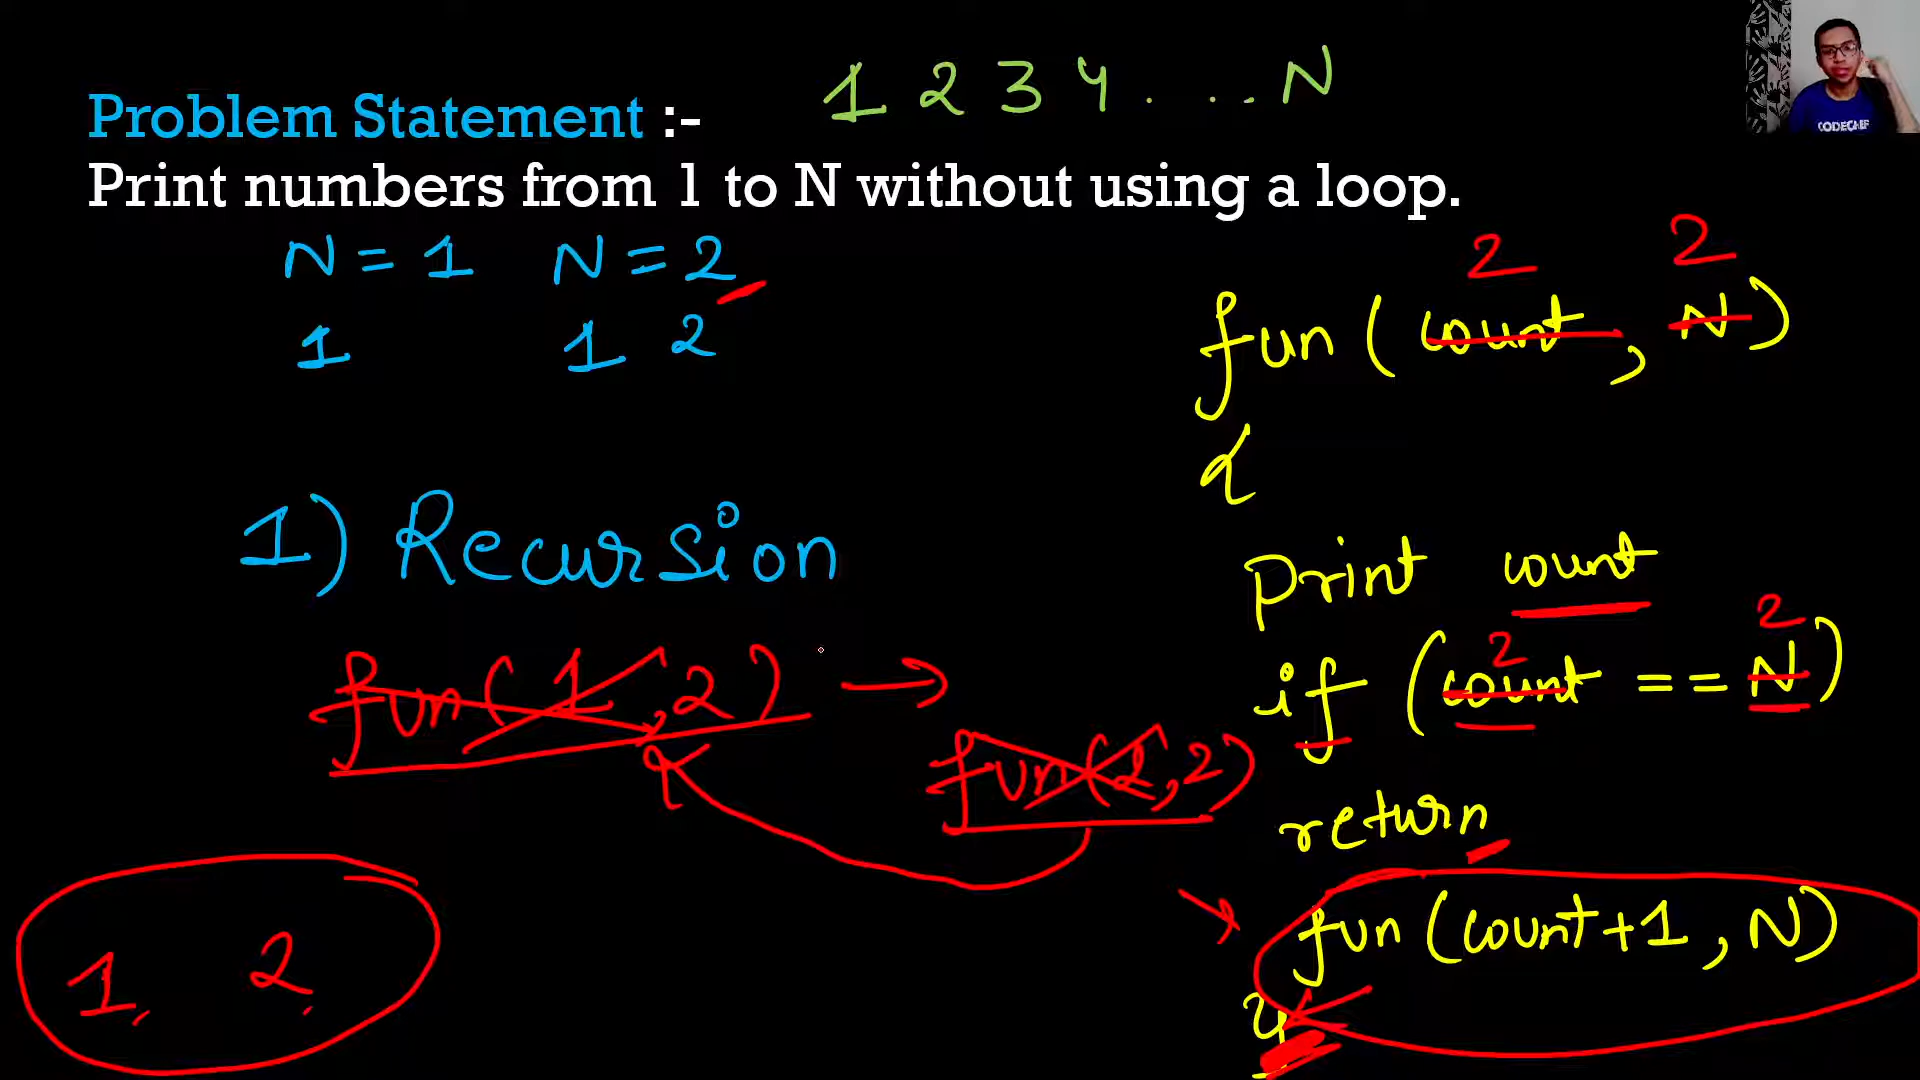 1 2 3 4 . . . . N
Problem Statement :-
Print numbers from 1 to N without using a loop.
N = 1 N = 2
1 1 2
2 2
fun ( count , N )
{
1) Recursion
print count
2 2
if ( count == N )
fun ( 1 , 2 ) →
fun ( 2 , 2 )
return
fun ( count + 1 , N )
1, 2,
}
CODECHEF